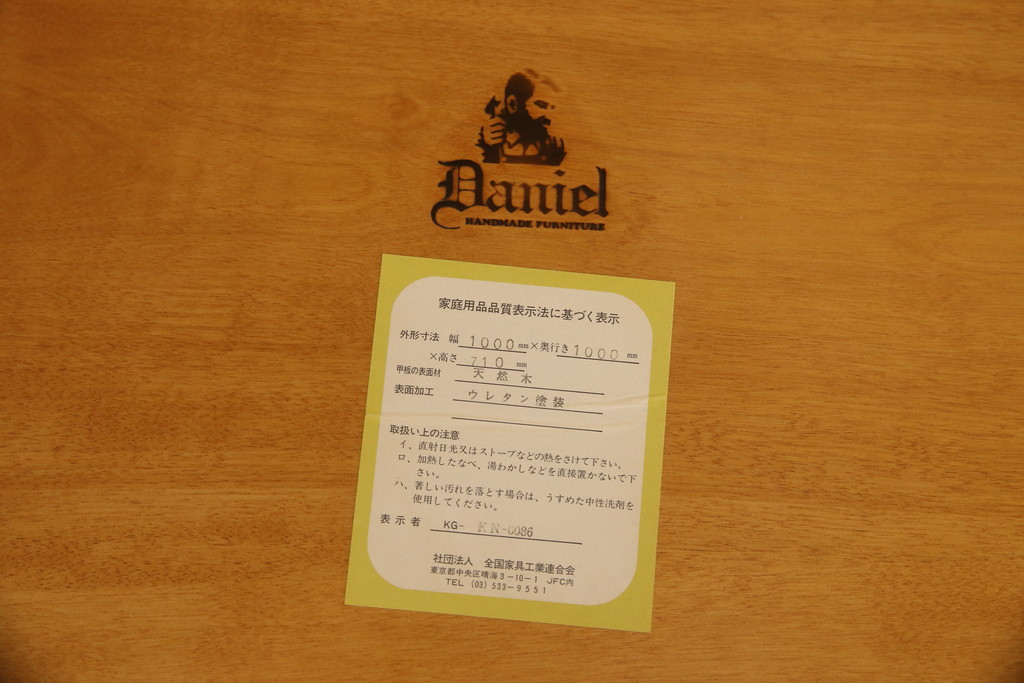 Daniel
HANDMADE FURNITURE
家庭用品品質表示法に基づく表示
外形寸法 幅 1000 mm×奥行き 1000 mm
×高さ 710 mm
甲板の表面材 天然木
表面加工 ウレタン塗装
取扱い上の注意
イ、直射日光又はストーブなどの熱をさけて下さい。
ロ、加熱したなべ、湯わかしなどを直接置かないで下
さい。
ハ、著しい汚れを落とす場合は、うすめた中性洗剤を
使用してください。
表示者 KG- KN-0086
社団法人 全国家具工業連合会
東京都中央区晴海3-10-1 JFC内
TEL (03) 533-9551